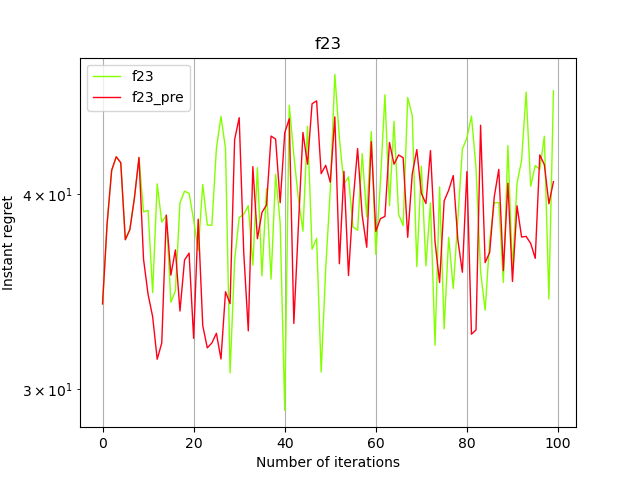 f23
f23
f23_pre
4 × 10¹
3 × 10¹
Instant regret
0 20 40 60 80 100
Number of iterations